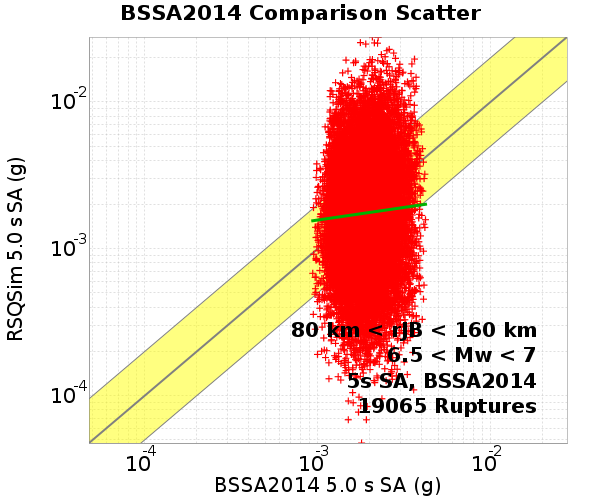 BSSA2014 Comparison Scatter
RSQSim 5.0 s SA (g)
10-2
10-3
10-4
80 km < rJB < 160 km
6.5 < Mw < 7
5s SA, BSSA2014
19065 Ruptures
10-4 10-3 10-2
BSSA2014 5.0 s SA (g)